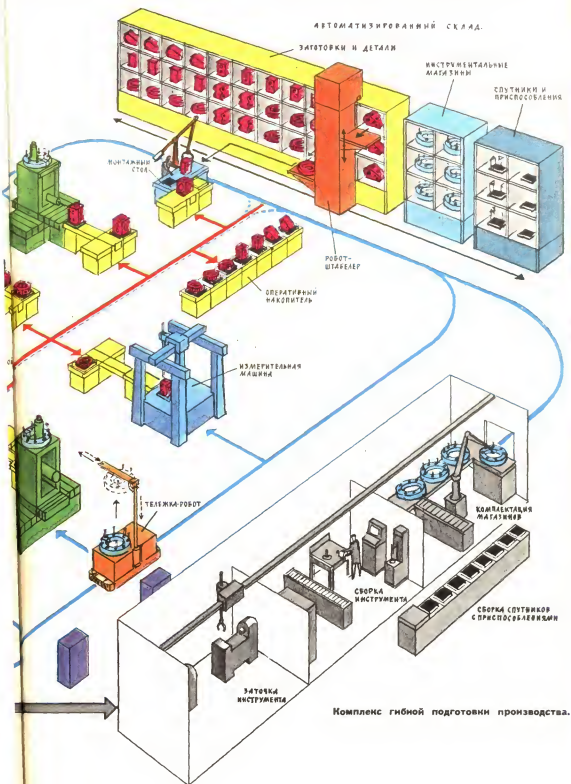 АВТОМАТИЗИРОВАННЫЙ СКЛАД.
ЗАГОТОВКИ И ДЕТАЛИ
ИНСТРУМЕНТАЛЬНЫЕ
МАГАЗИНЫ
СПУТНИКИ И
ПРИСПОСОБЛЕНИЯ
МОНТАЖНЫЙ
СТОЛ
РОБОТ-
ШТАБЕЛЕР
ОПЕРАТИВНЫЙ
НАКОПИТЕЛЬ
ИЗМЕРИТЕЛЬНАЯ
МАШИНА
ТЕЛЕЖКА-РОБОТ
КОМПЛЕКТАЦИЯ
МАГАЗИНОВ
СБОРКА
ИНСТРУМЕНТА
СБОРКА СПУТНИКОВ
С ПРИСПОСОБЛЕНИЯМИ
ЗАТОЧКА
ИНСТРУМЕНТА
Комплекс гибной подготовки производства.